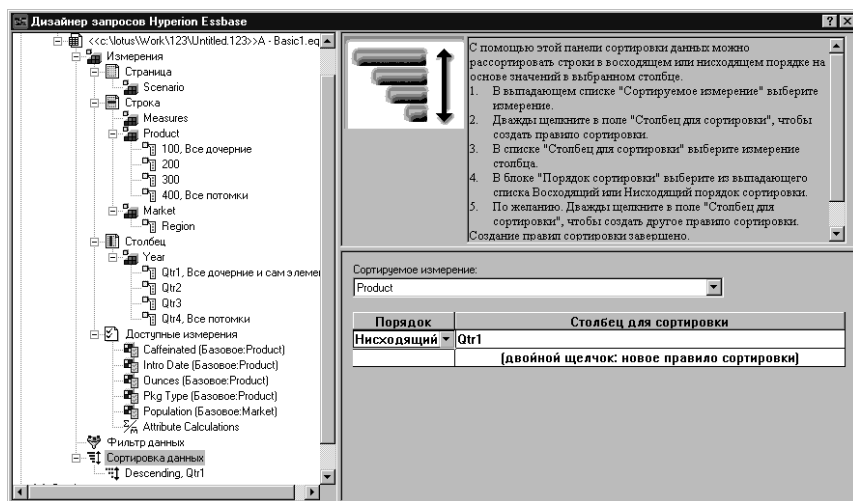 Дизайнер запросов Hyperion Essbase
<<c:\lotus\Work\123\Untitled.123>>A - Basic1.eq
Измерения
Страница
Scenario
Строка
Measures
Product
100, Все дочерние
200
300
400, Все потомки
Market
Region
Столбец
Year
Qtr1, Все дочерние и сам элемен
Qtr2
Qtr3
Qtr4, Все потомки
Доступные измерения
Caffeinated (Базовое:Product)
Intro Date (Базовое:Product)
Ounces (Базовое:Product)
Pkg Type (Базовое:Product)
Population (Базовое:Market)
Attribute Calculations
Фильтр данных
Сортировка данных
Descending, Qtr1
С помощью этой панели сортировки данных можно
рассортировать строки в восходящем или нисходящем порядке на
основе значений в выбранном столбце.
1. В выпадающем списке "Сортируемое измерение" выберите
измерение.
2. Дважды щелкните в поле "Столбец для сортировки", чтобы
создать правило сортировки.
3. В списке "Столбец для сортировки" выберите измерение
столбца.
4. В блоке "Порядок сортировки" выберите из выпадающего
списка Восходящий или Нисходящий порядок сортировки.
5. По желанию. Дважды щелкните в поле "Столбец для
сортировки", чтобы создать другое правило сортировки.
Создание правил сортировки завершено.
Сортируемое измерение:
Product
Порядок Столбец для сортировки
Нисходящий Qtr1
(двойной щелчок: новое правило сортировки)